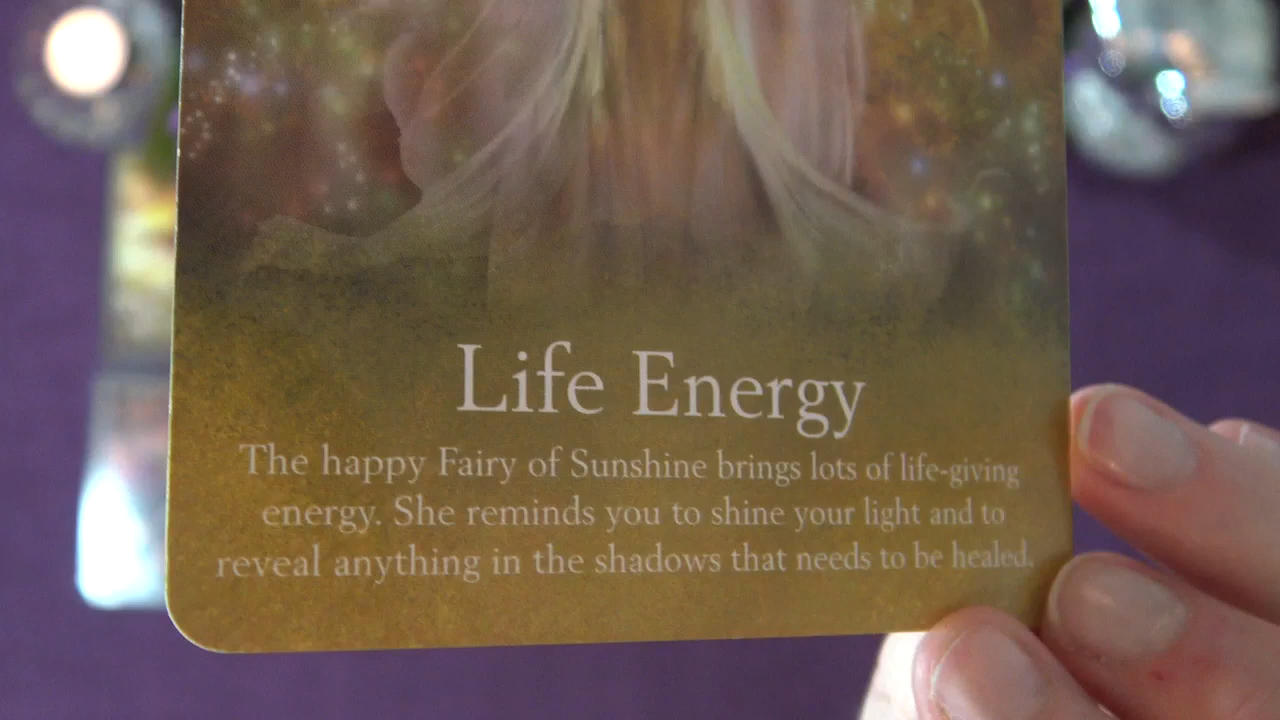 Life Energy
The happy Fairy of Sunshine brings lots of life-giving
energy. She reminds you to shine your light and to
reveal anything in the shadows that needs to be healed.